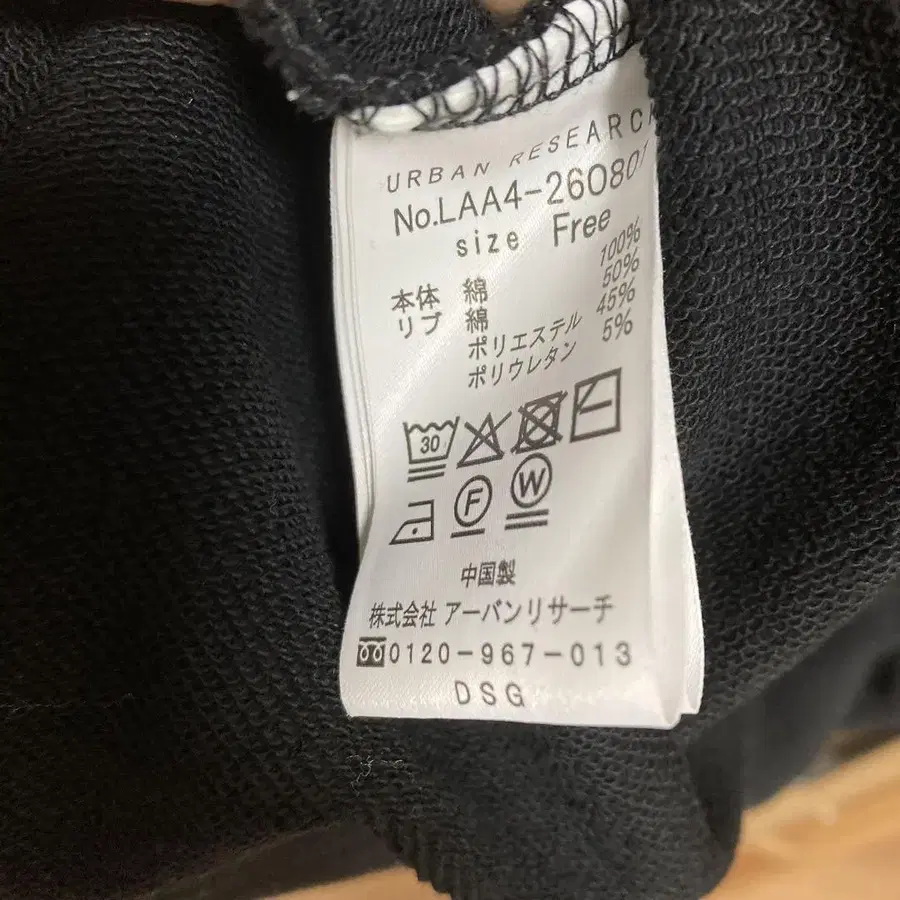 URBAN RESEARCH
No.LAA4-260801
size Free
本体 綿 100%
リブ 綿 50%
ポリエステル 45%
ポリウレタン 5%
30
F W
中国製
株式会社 アーバンリサーチ
0120-967-013
DSG